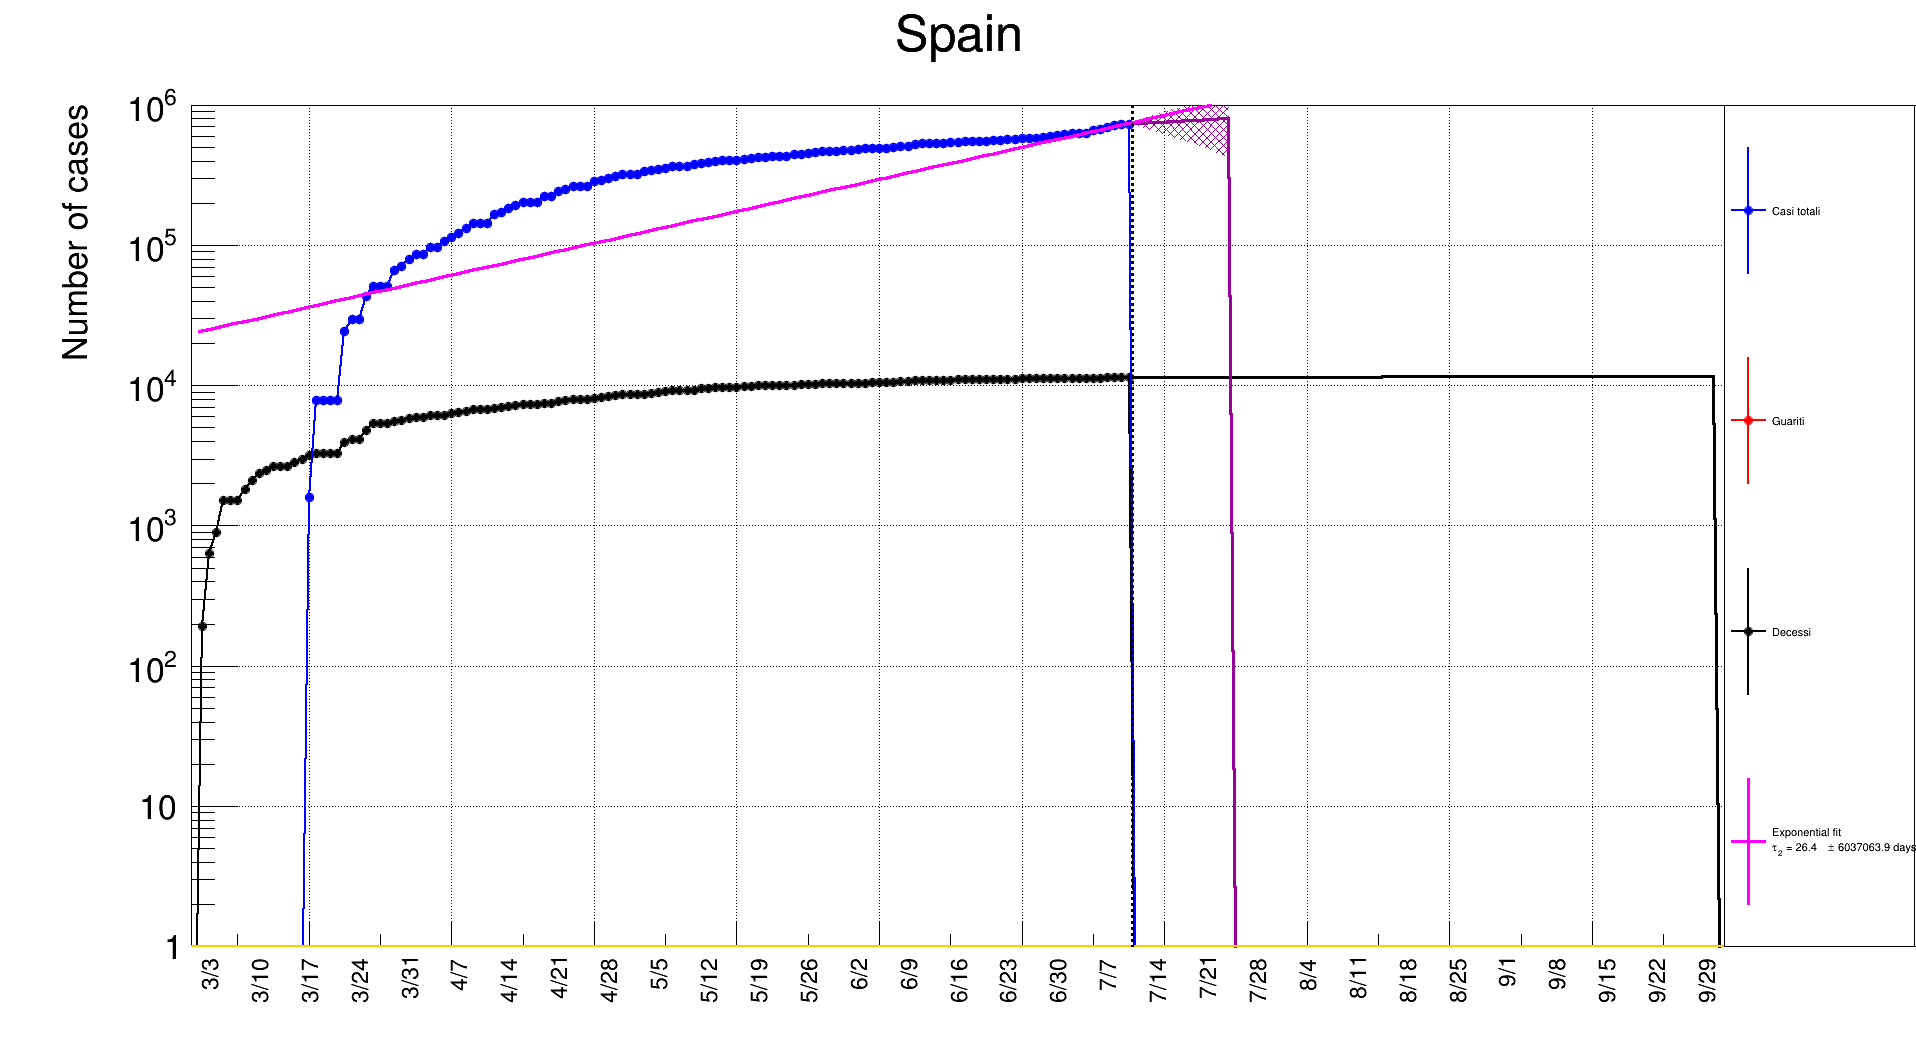 Spain
Number of cases
10^6
10^5
10^4
10^3
10^2
10
1
3/3 3/10 3/17 3/24 3/31 4/7 4/14 4/21 4/28 5/5 5/12 5/19 5/26 6/2 6/9 6/16 6/23 6/30 7/7 7/14 7/21 7/28 8/4 8/11 8/18 8/25 9/1 9/8 9/15 9/22 9/29
Casi totali
Guariti
Decessi
Exponential fit
τ_2 = 26.4 ± 6037063.9 days